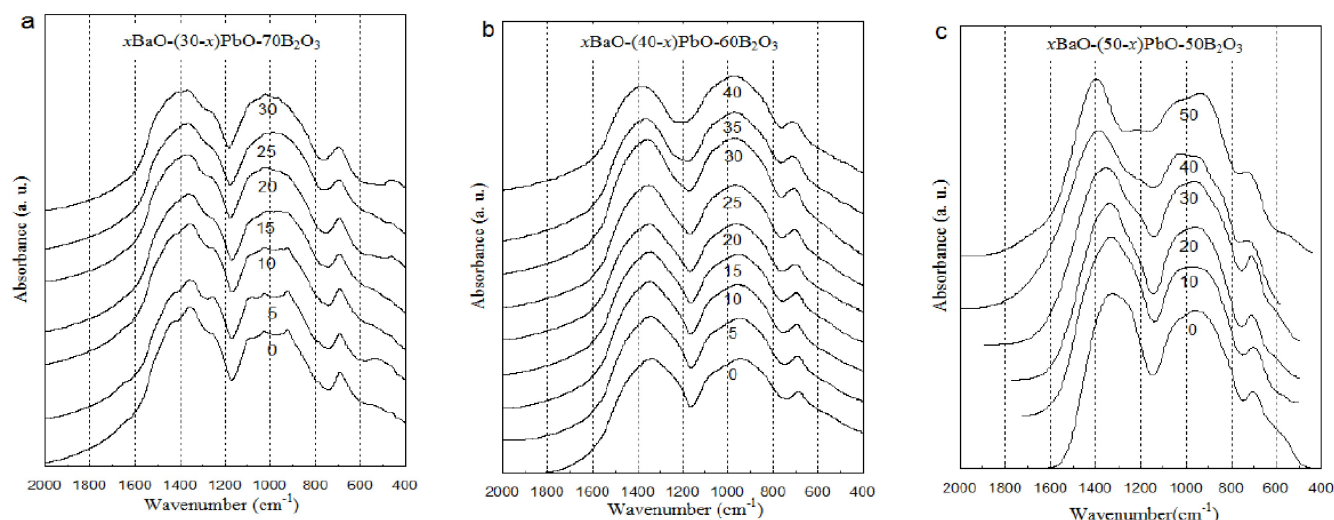 a
xBaO-(30-x)PbO-70B₂O₃
30
25
20
15
10
5
0
Absorbance (a. u.)
2000 1800 1600 1400 1200 1000 800 600 400
Wavenumber (cm⁻¹)
b
xBaO-(40-x)PbO-60B₂O₃
40
35
30
25
20
15
10
5
0
Absorbance (a. u.)
2000 1800 1600 1400 1200 1000 800 600 400
Wavenumber (cm⁻¹)
c
xBaO-(50-x)PbO-50B₂O₃
50
40
30
20
10
0
Absorbance (a. u.)
2000 1800 1600 1400 1200 1000 800 600 400
Wavenumber(cm⁻¹)